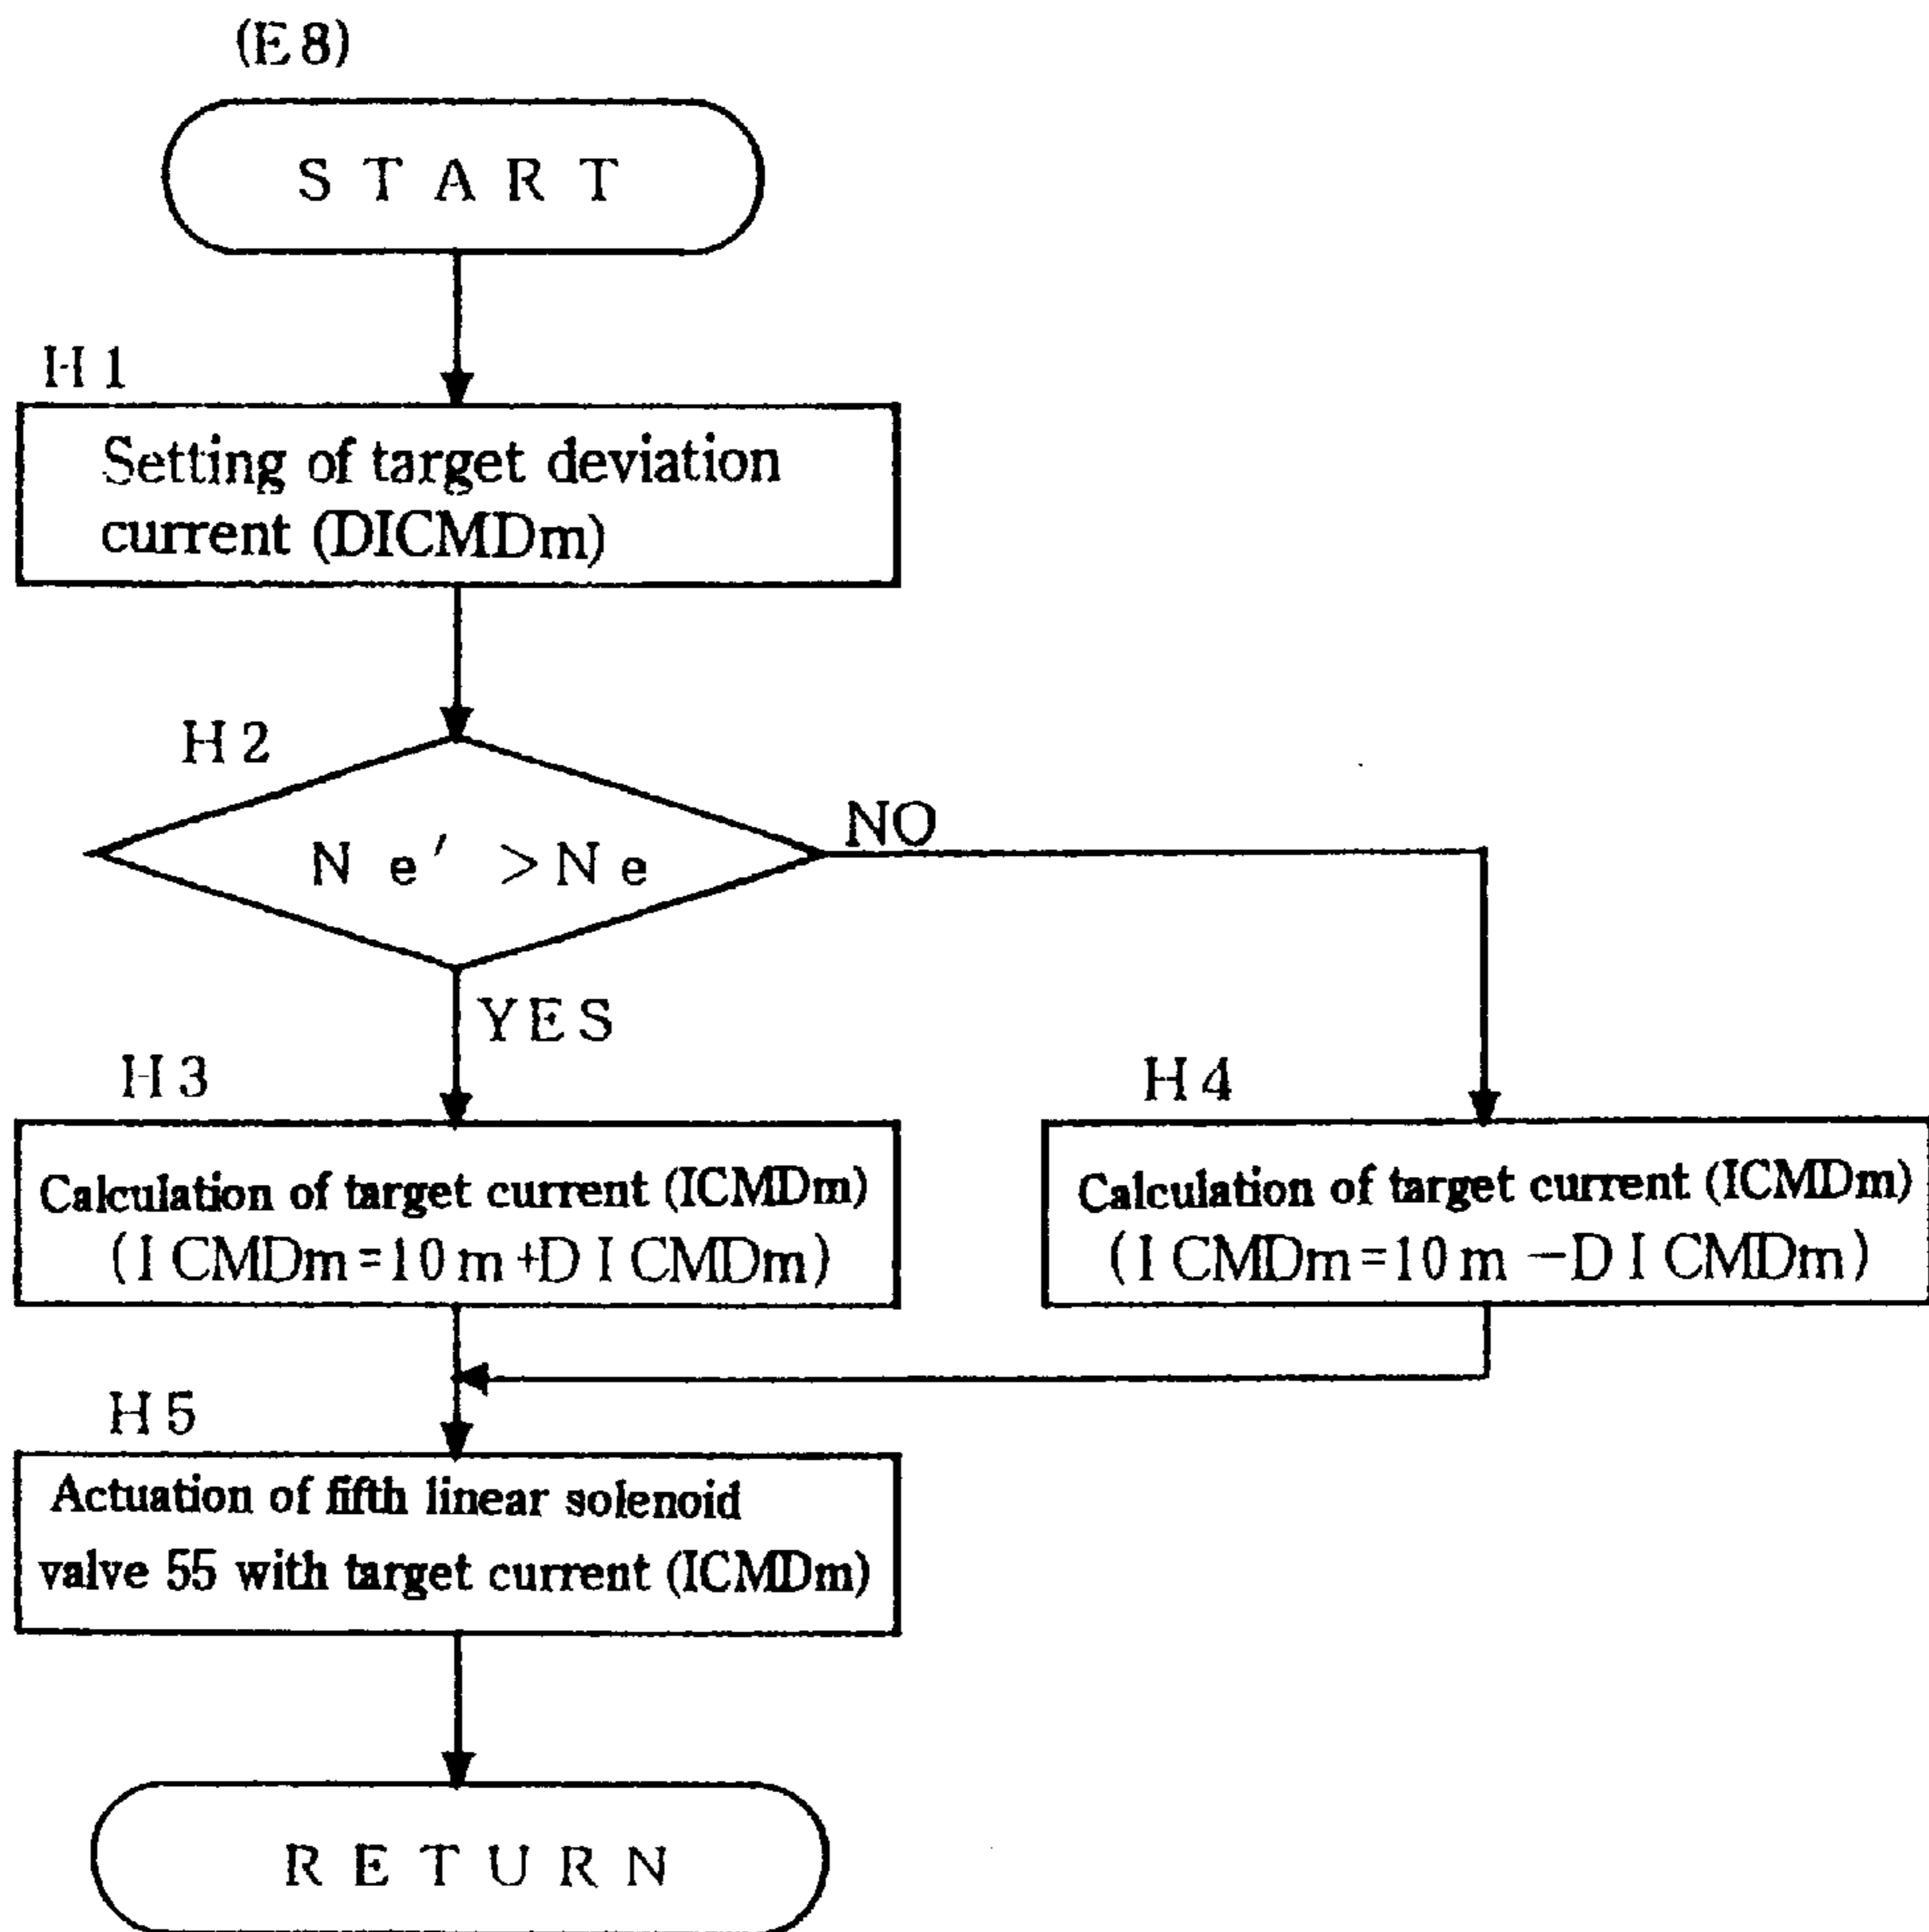 (E8)
START
H1
Setting of target deviation
current (DICMDm)
H2
Ne' >Ne
NO
YES
H3
Calculation of target current (ICMDm)
(ICMDm=10m+DICMDm)
H4
Calculation of target current (ICMDm)
(ICMDm=10m−DICMDm)
H5
Actuation of fifth linear solenoid
valve 55 with target current (ICMDm)
RETURN